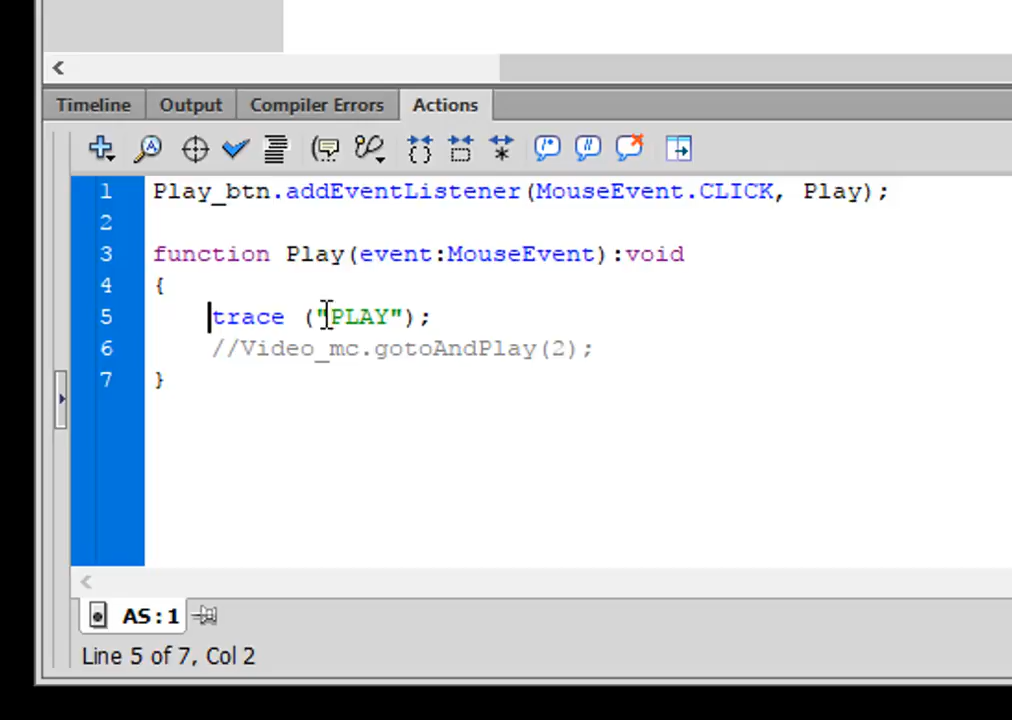 Timeline Output Compiler Errors Actions
1 Play_btn.addEventListener(MouseEvent.CLICK, Play);
2
3 function Play(event:MouseEvent):void
4 {
5 trace ("PLAY");
6 //Video_mc.gotoAndPlay(2);
7 }
AS:1
Line 5 of 7, Col 2